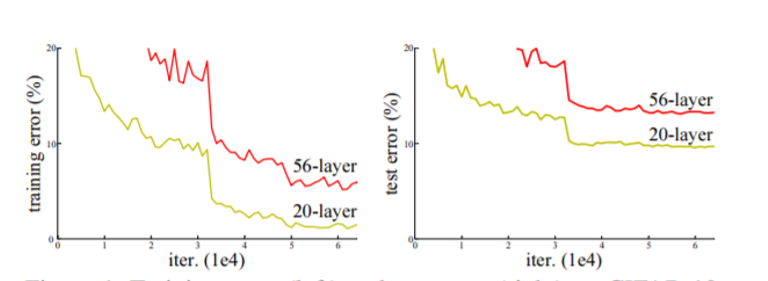 20
10
0
training error (%)
56-layer
20-layer
0 1 2 3 4 5 6
iter. (1e4)
20
10
0
test error (%)
56-layer
20-layer
0 1 2 3 4 5 6
iter. (1e4)